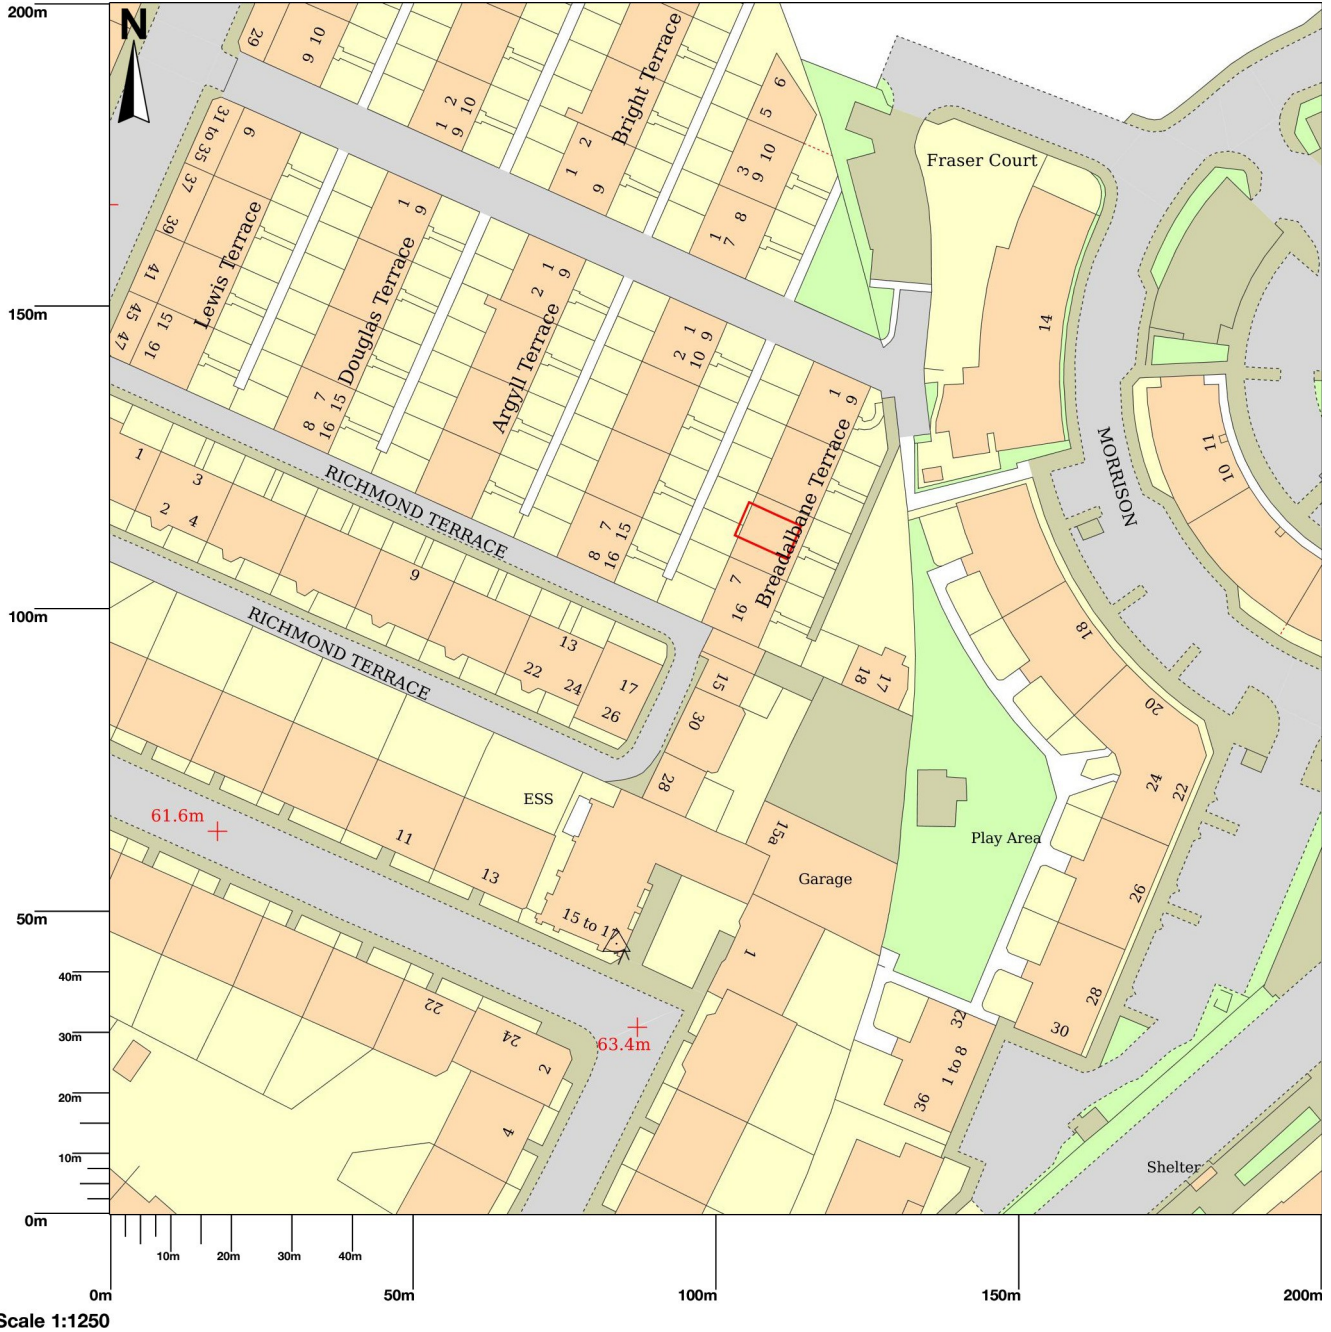 200m
N
29
9 10
1 2
9 10
Bright Terrace
1 2
9
6
5
10
3 9
8
1 7
Fraser Court
31 to 35
37
39
41
45
47
6
Lewis Terrace
15
16
1 9
Douglas Terrace
7
15
8
16
1 9
2
Argyll Terrace
1 9
2 10
7 15
8 16
1 9
Breadalbane Terrace
7
16
14
MORRISON
11
10
150m
RICHMOND TERRACE
1
3
2 4
9
13
22 24
17
26
100m
RICHMOND TERRACE
15
30
28
18 17
18
20
24
22
26
28
30
61.6m
ESS
11
13
15 to 17
15a
Garage
Play Area
1
50m
40m
30m
20m
10m
0m
22
24
2
4
63.4m
32
1 to 8
36
Shelter
10m 20m 30m 40m
0m 50m 100m 150m 200m
Scale 1:1250